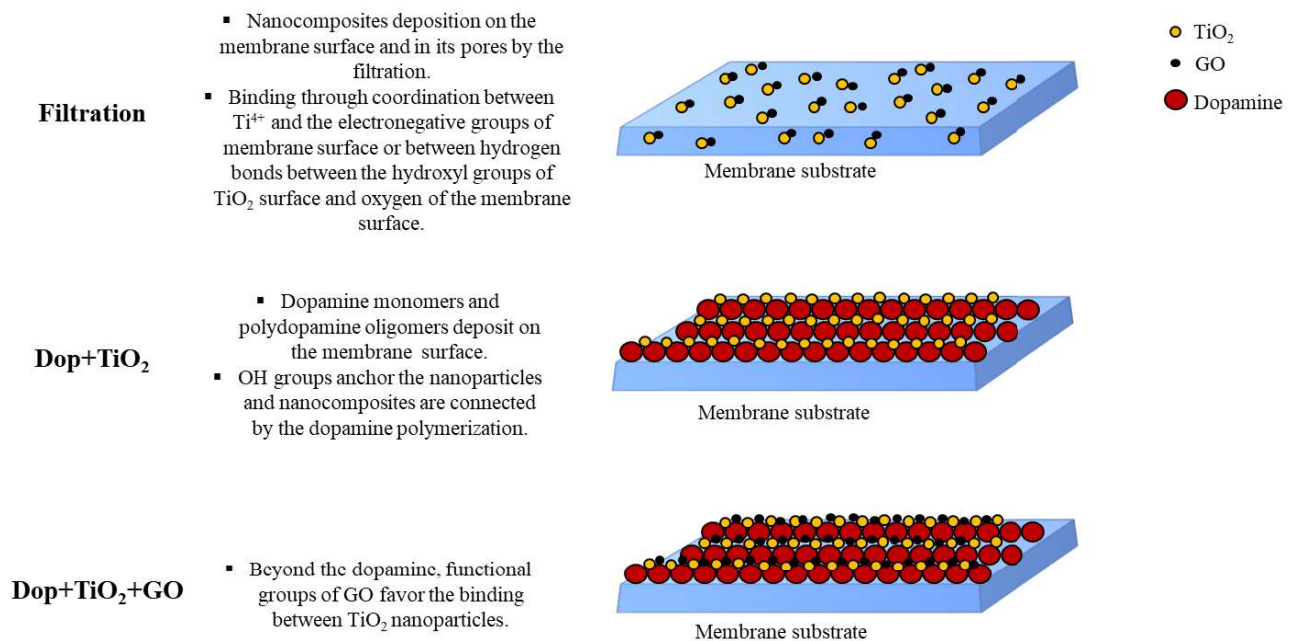 ▪ Nanocomposites deposition on the
membrane surface and in its pores by the
filtration.
Filtration
▪ Binding through coordination between
Ti⁴⁺ and the electronegative groups of
membrane surface or between hydrogen
bonds between the hydroxyl groups of
TiO₂ surface and oxygen of the membrane
surface.
Membrane substrate
TiO₂
GO
Dopamine
Dop+TiO₂
▪ Dopamine monomers and
polydopamine oligomers deposit on
the membrane surface.
▪ OH groups anchor the nanoparticles
and nanocomposites are connected
by the dopamine polymerization.
Membrane substrate
Dop+TiO₂+GO
▪ Beyond the dopamine, functional
groups of GO favor the binding
between TiO₂ nanoparticles.
Membrane substrate